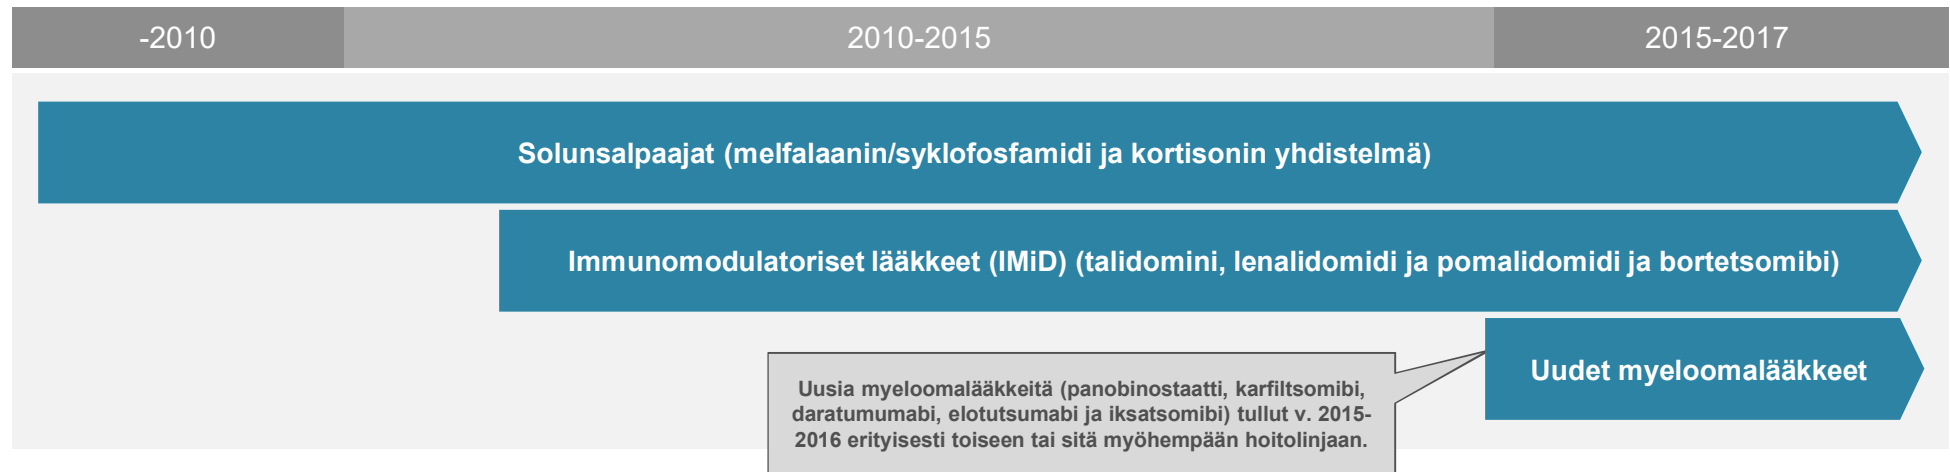 -2010
2010-2015
2015-2017
Solunsalpaajat (melfalaanin/syklofosfamidi ja kortisonin yhdistelmä)
Immunomodulatoriset lääkkeet (IMiD) (talidomini, lenalidomidi ja pomalidomidi ja bortetsomibi)
Uudet myeloomalääkkeet
Uusia myeloomalääkkeitä (panobinostaatti, karfiltsomibi,
daratumumabi, elotutsumabi ja iksatsomibi) tullut v. 2015-
2016 erityisesti toiseen tai sitä myöhempään hoitolinjaan.